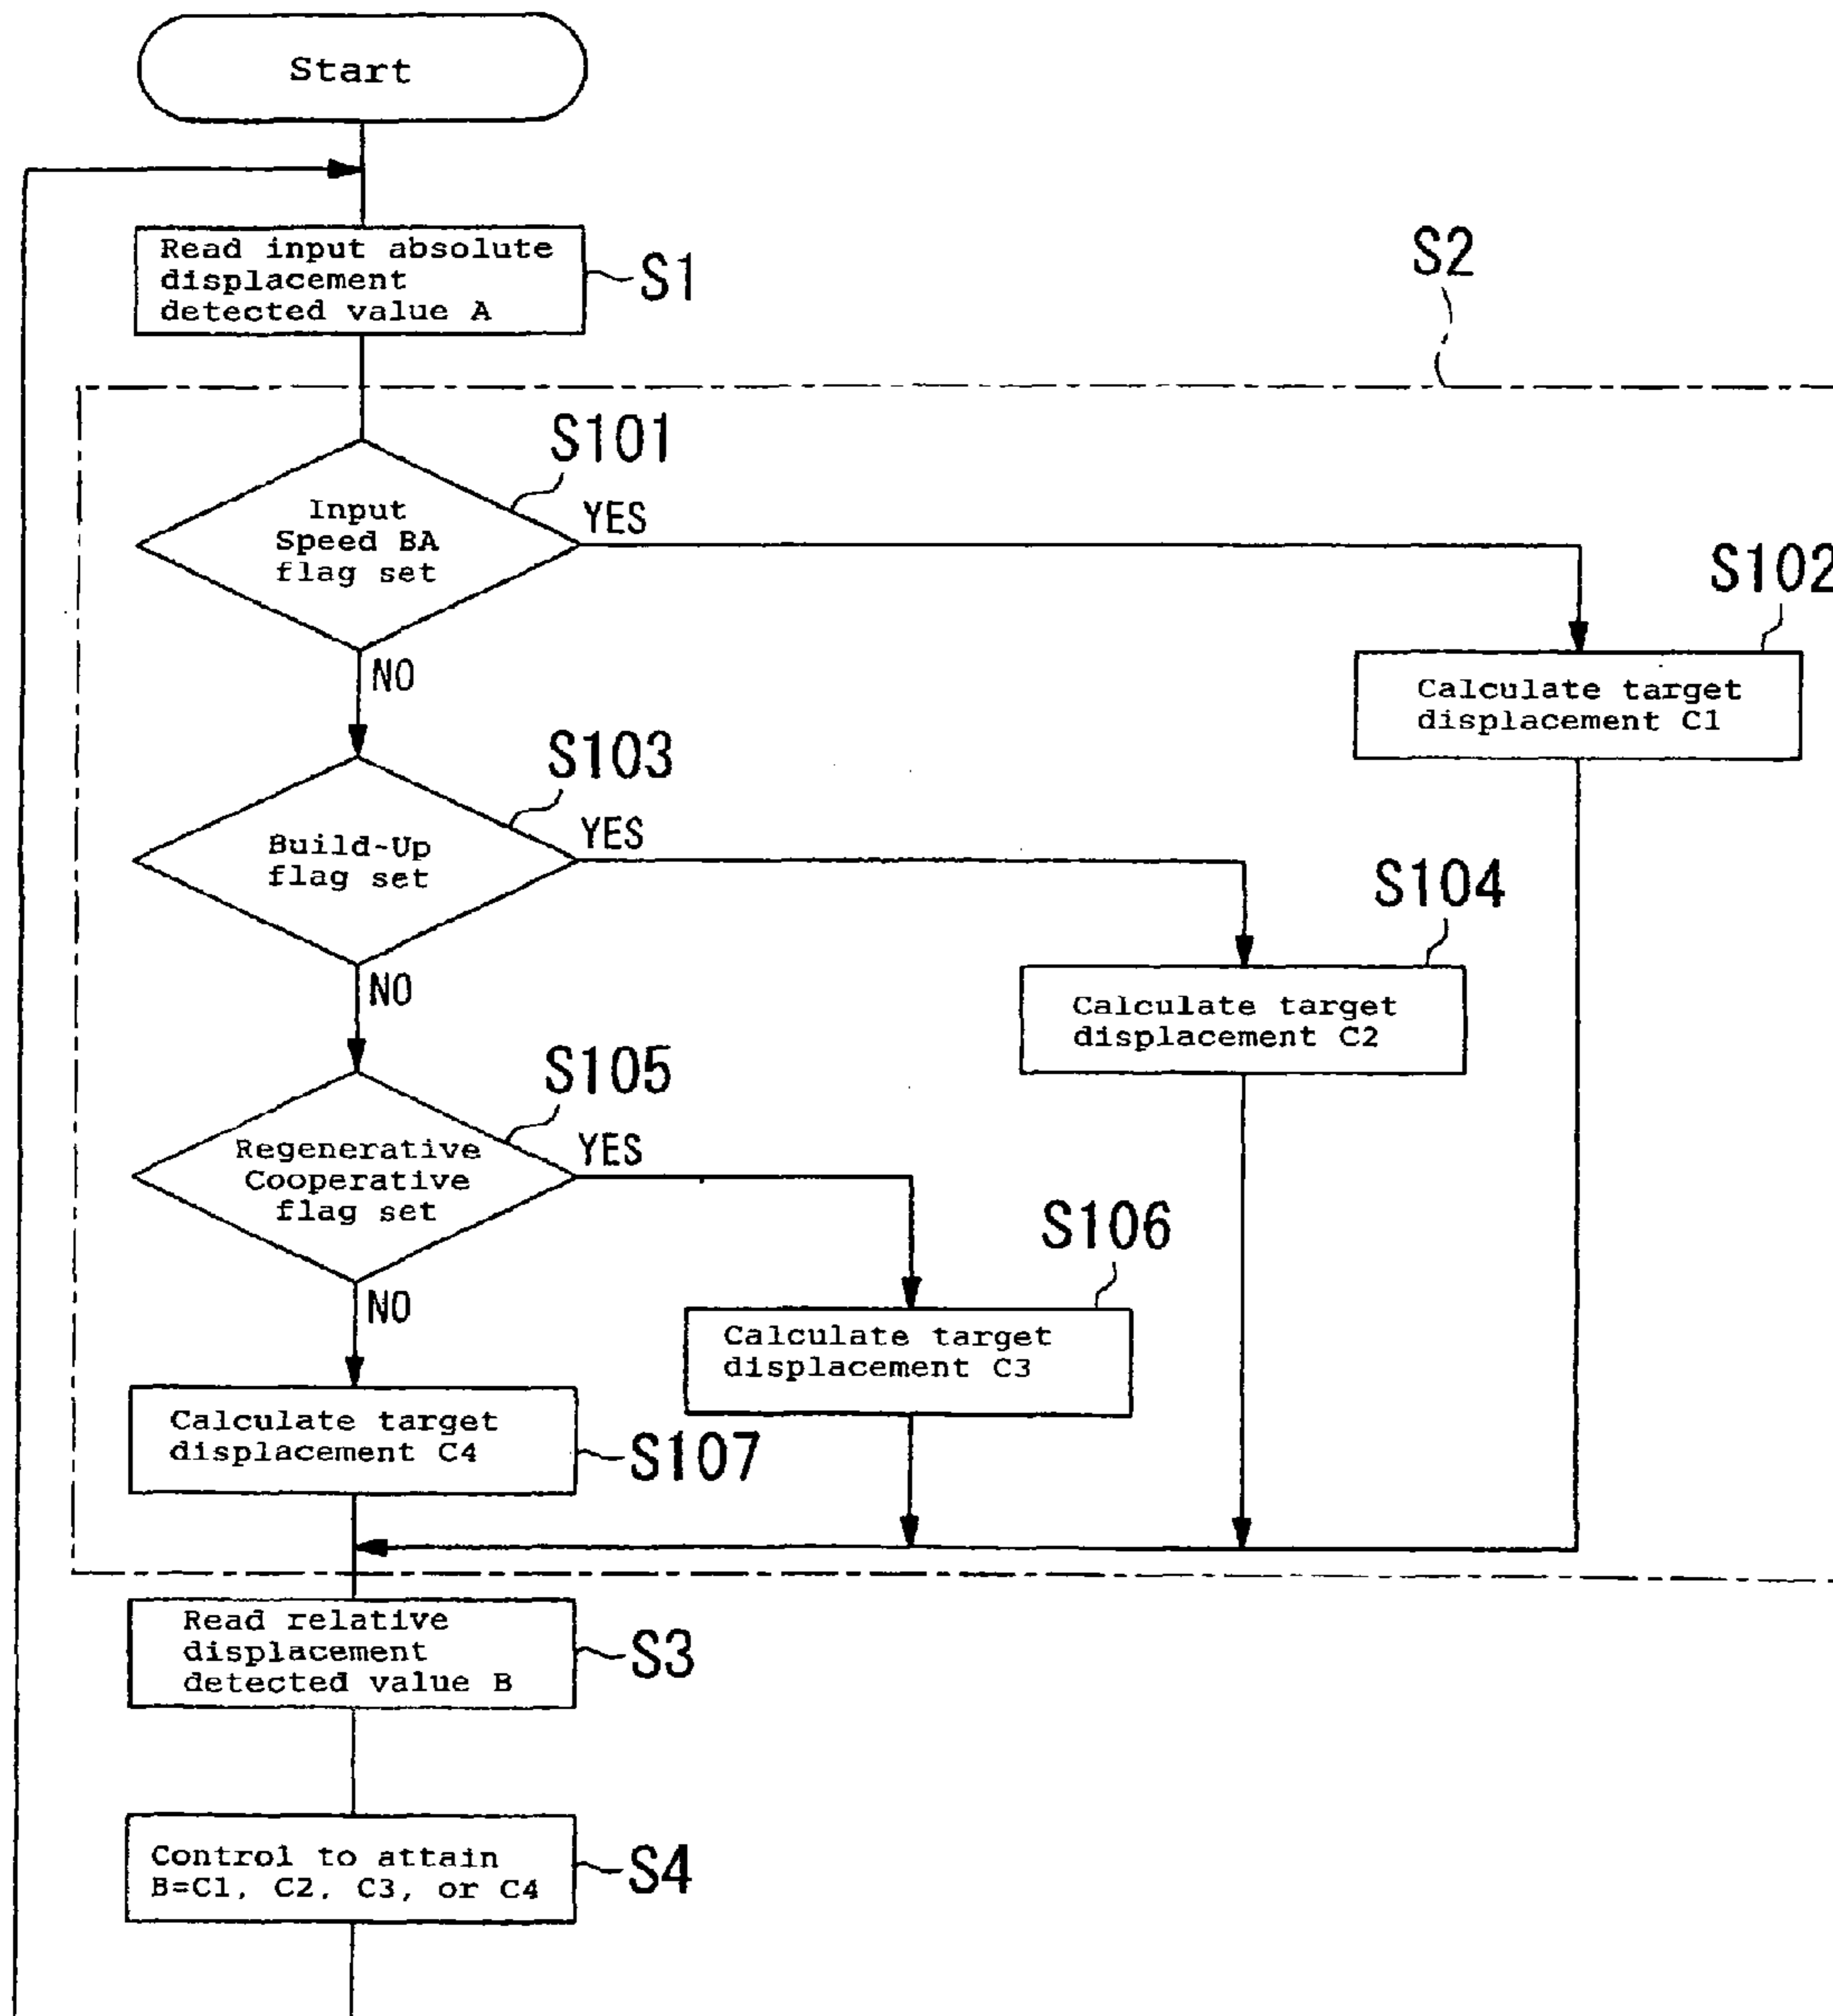 Start
Read input absolute
displacement
detected value A
S1
S2
S101
Input
Speed BA
flag set
YES
NO
S102
Calculate target
displacement C1
S103
Build-Up
flag set
YES
NO
S104
Calculate target
displacement C2
S105
Regenerative
Cooperative
flag set
YES
NO
S106
Calculate target
displacement C3
Calculate target
displacement C4
S107
Read relative
displacement
detected value B
S3
Control to attain
B=C1, C2, C3, or C4
S4